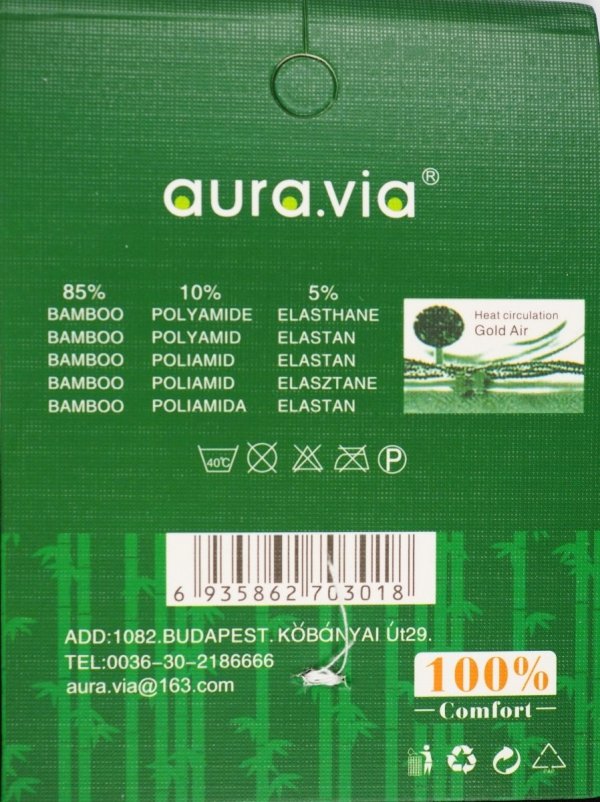 aura.via®
85% 10% 5%
BAMBOO POLYAMIDE ELASTHANE
BAMBOO POLYAMID ELASTAN
BAMBOO POLIAMID ELASTAN
BAMBOO POLIAMID ELASZTANE
BAMBOO POLIAMIDA ELASTAN
Heat circulation
Gold Air
40°C P
6 935862 703018
ADD:1082.BUDAPEST. KÖBÁNYAI Út29.
TEL:0036-30-2186666
aura.via@163.com
100%
Comfort